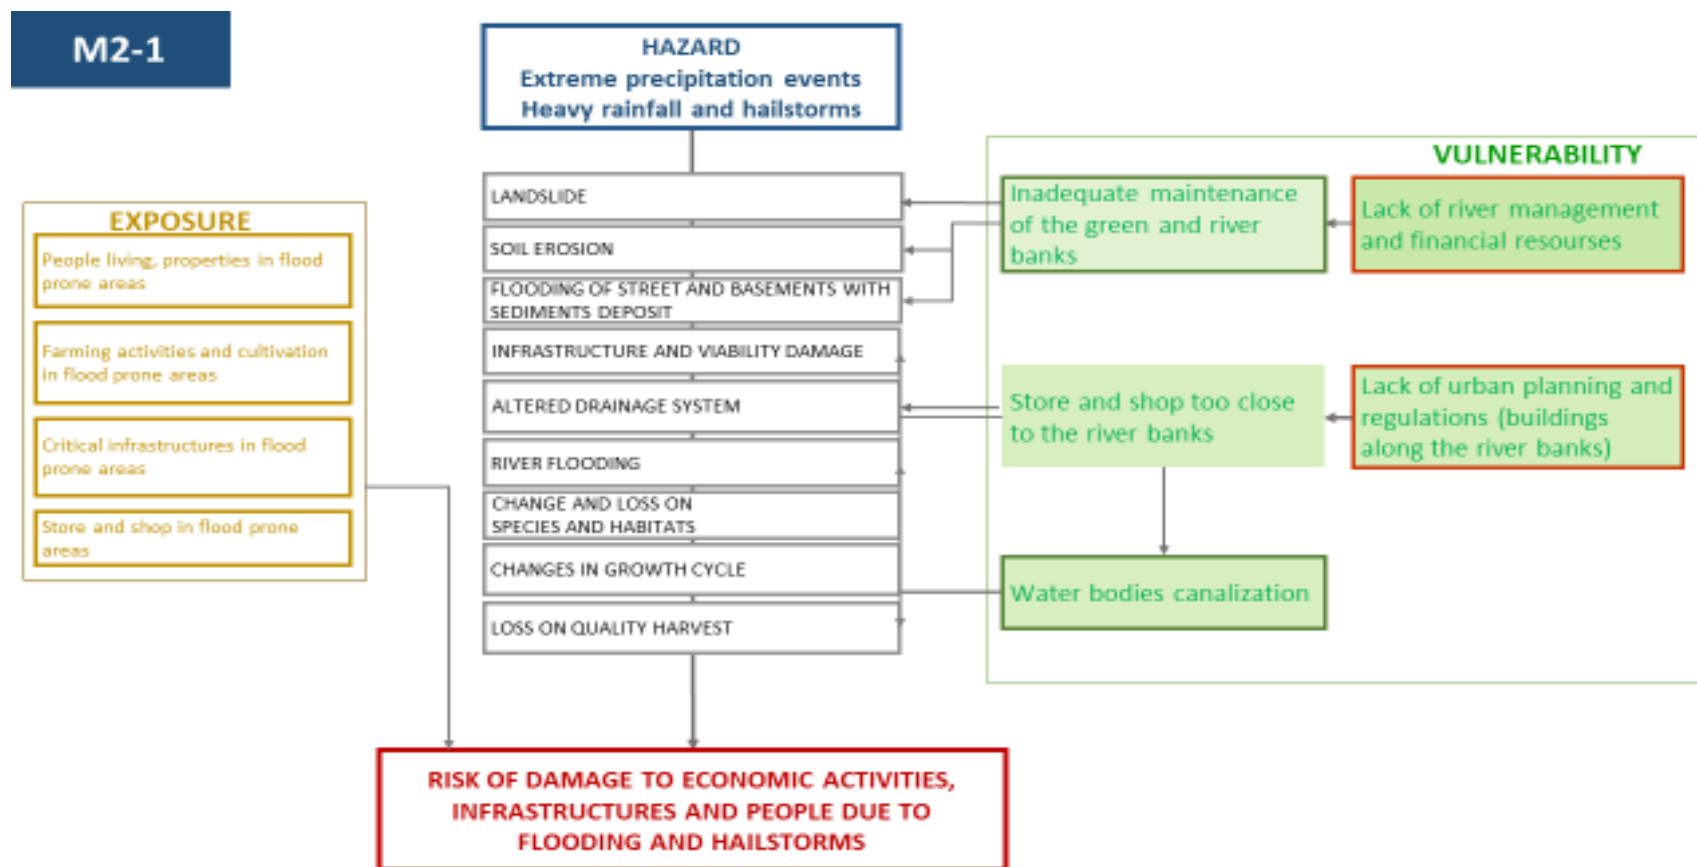 M2-1
HAZARD
Extreme precipitation events
Heavy rainfall and hailstorms
EXPOSURE
People living, properties in flood
prone areas
Farming activities and cultivation
in flood prone areas
Critical infrastructures in flood
prone areas
Store and shop in flood prone
areas
LANDSLIDE
SOIL EROSION
FLOODING OF STREET AND BASEMENTS WITH
SEDIMENTS DEPOSIT
INFRASTRUCTURE AND VIABILITY DAMAGE
ALTERED DRAINAGE SYSTEM
RIVER FLOODING
CHANGE AND LOSS ON
SPECIES AND HABITATS
CHANGES IN GROWTH CYCLE
LOSS ON QUALITY HARVEST
VULNERABILITY
Inadequate maintenance
of the green and river
banks
Lack of river management
and financial resourses
Store and shop too close
to the river banks
Lack of urban planning and
regulations (buildings
along the river banks)
Water bodies canalization
RISK OF DAMAGE TO ECONOMIC ACTIVITIES,
INFRASTRUCTURES AND PEOPLE DUE TO
FLOODING AND HAILSTORMS